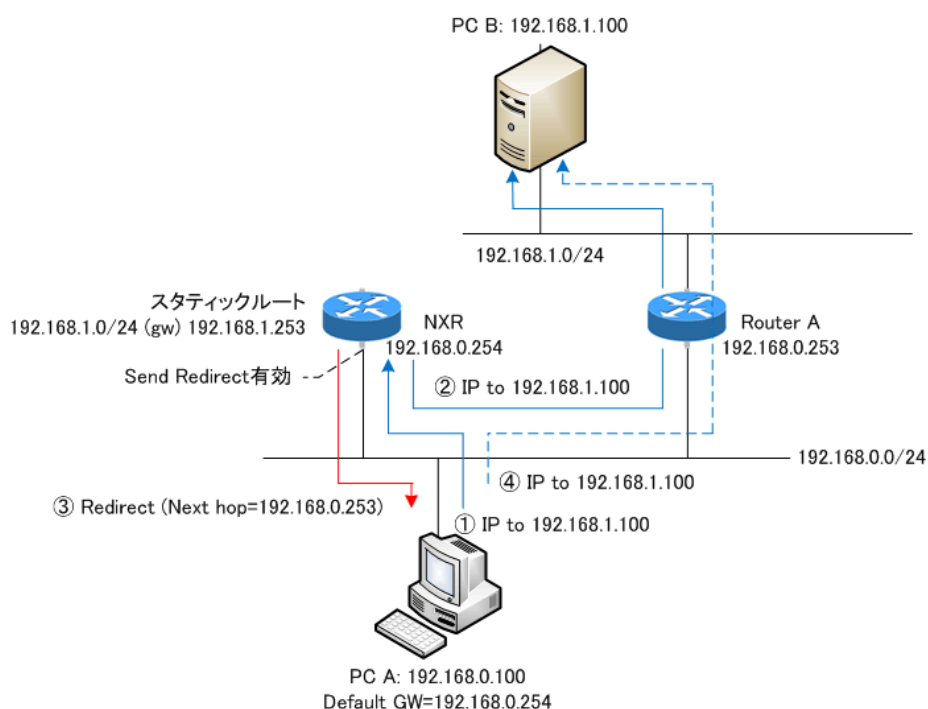 PC B: 192.168.1.100
192.168.1.0/24
スタティックルート
192.168.1.0/24 (gw) 192.168.1.253
NXR
192.168.0.254
Router A
192.168.0.253
Send Redirect有効
② IP to 192.168.1.100
192.168.0.0/24
④ IP to 192.168.1.100
③ Redirect (Next hop=192.168.0.253)
① IP to 192.168.1.100
PC A: 192.168.0.100
Default GW=192.168.0.254